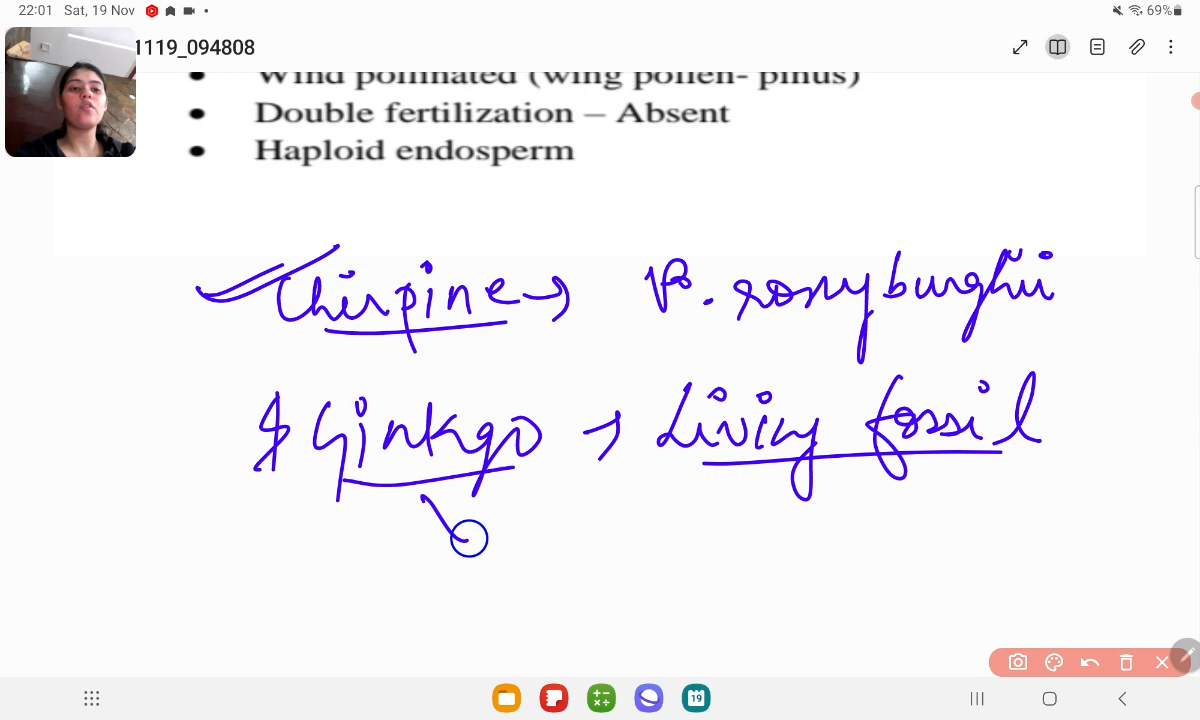 22:01 Sat, 19 Nov 69%
1119_094808
• Wind pollinated (wing pollen- pinus)
• Double fertilization – Absent
• Haploid endosperm
Chirpine → P. roxyburghii
$ Ginkgo → Living fossil
19